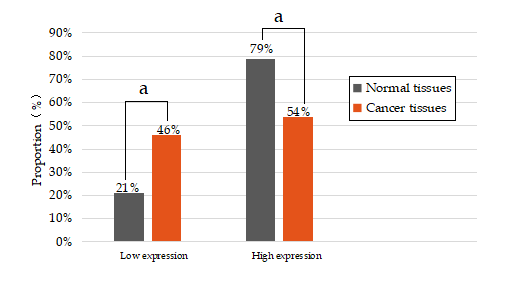 a
a
90%
80%
70%
60%
50%
40%
30%
20%
10%
0%
Proportion（%）
21%
46%
79%
54%
Low expression
High expression
Normal tissues
Cancer tissues